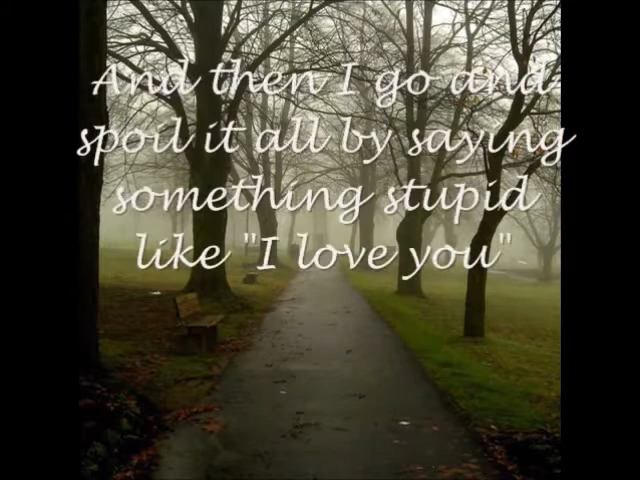 And then I go and
spoil it all by saying
something stupid
like "I love you"